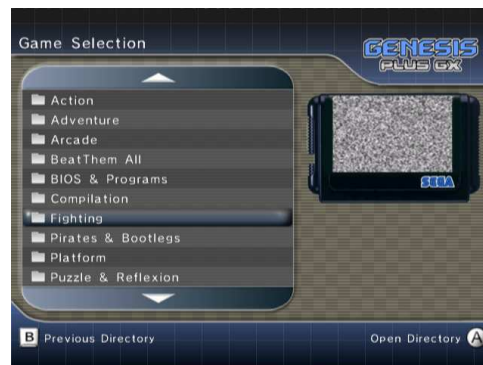 Game Selection
GENESIS
PLUS GX
Action
Adventure
Arcade
BeatThem All
BIOS & Programs
Compilation
Fighting
Pirates & Bootlegs
Platform
Puzzle & Reflexion
SEGA
B Previous Directory
Open Directory A